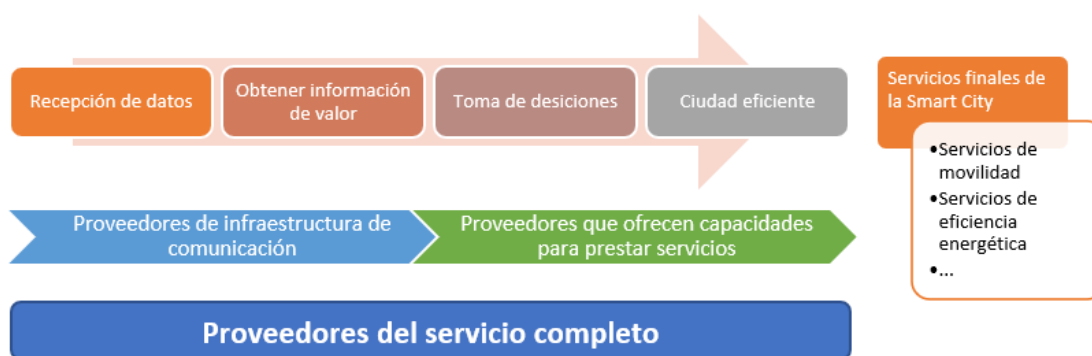 Recepción de datos
Obtener información
de valor
Toma de desiciones
Ciudad eficiente
Servicios finales de
la Smart City
•Servicios de
movilidad
•Servicios de
eficiencia
energética
•...
Proveedores de infraestructura de
comunicación
Proveedores que ofrecen capacidades
para prestar servicios
Proveedores del servicio completo